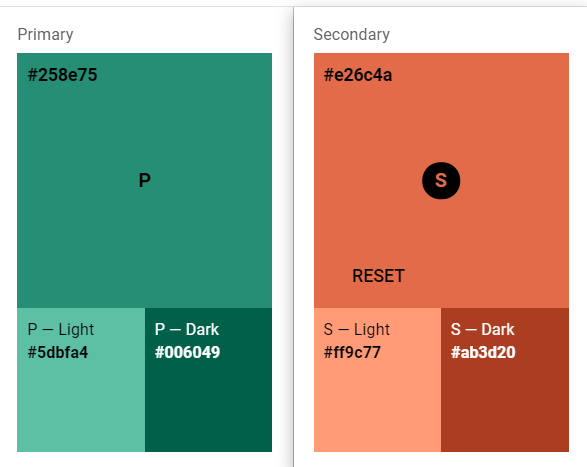 Primary
#258e75
P
P — Light
#5dbfa4
P — Dark
#006049
Secondary
#e26c4a
S
RESET
S — Light
#ff9c77
S — Dark
#ab3d20